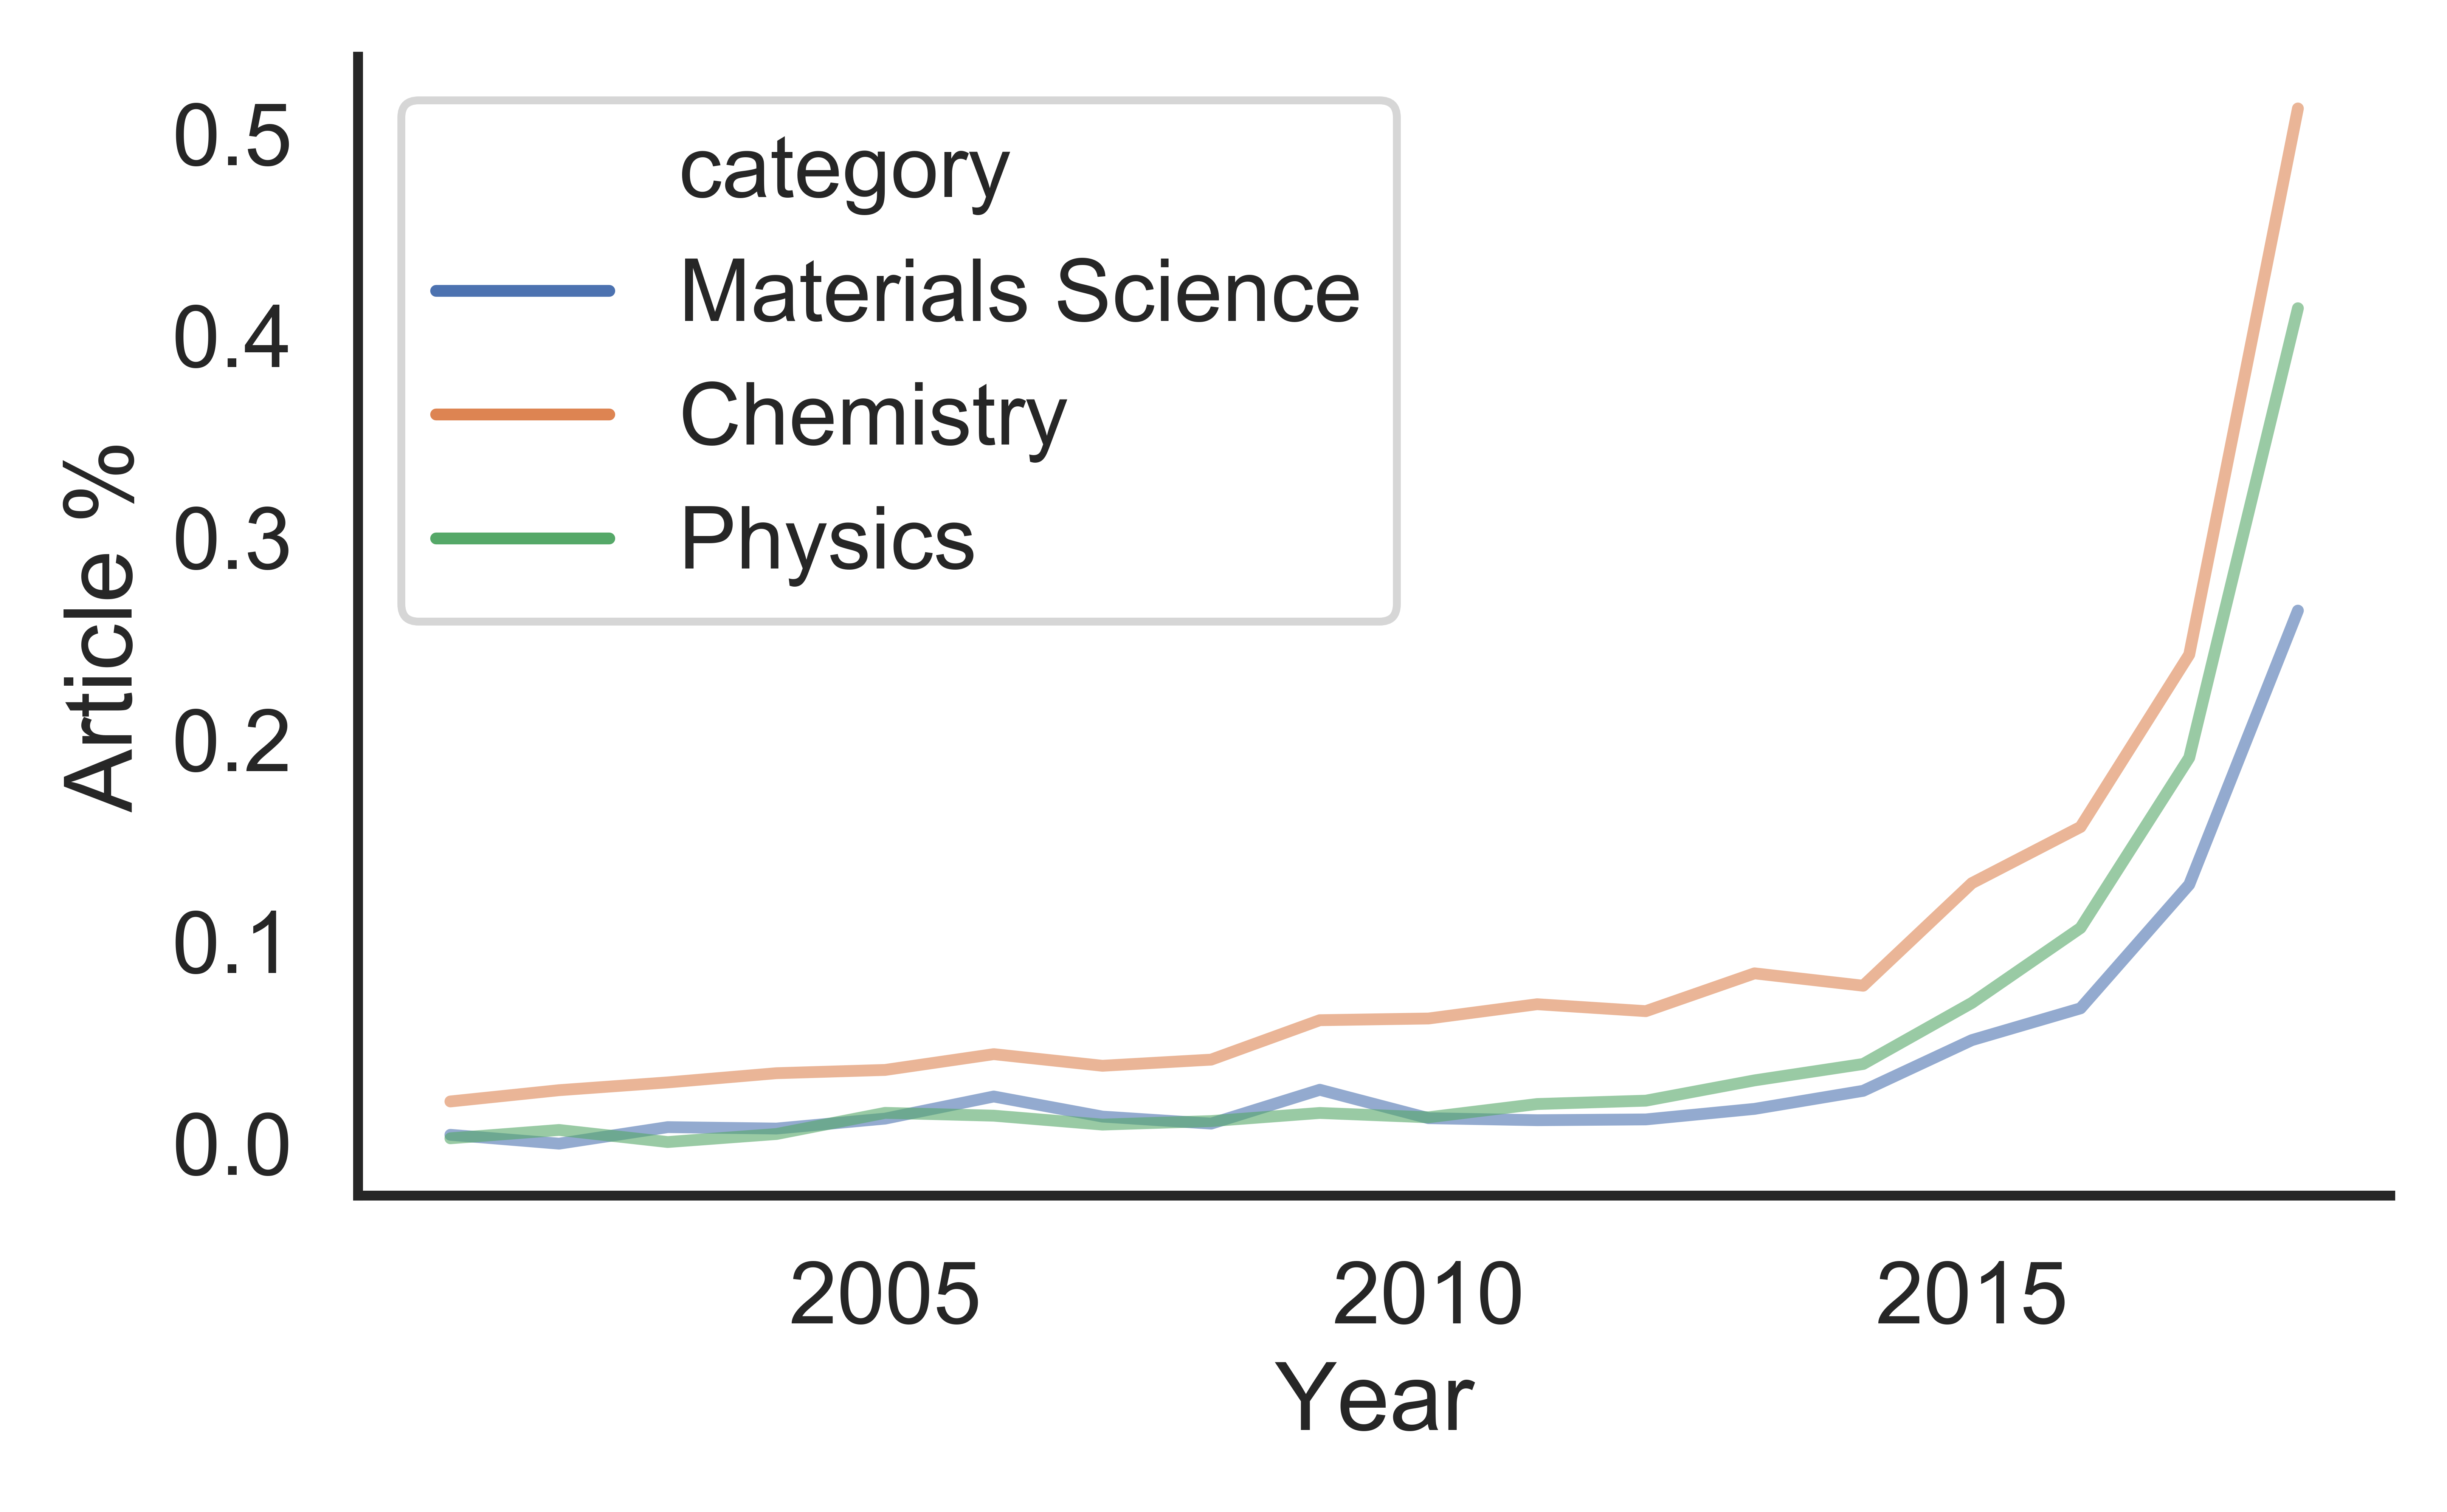 0.5
0.4
0.3
0.2
0.1
0.0
Article %
category
Materials Science
Chemistry
Physics
2005
2010
2015
Year